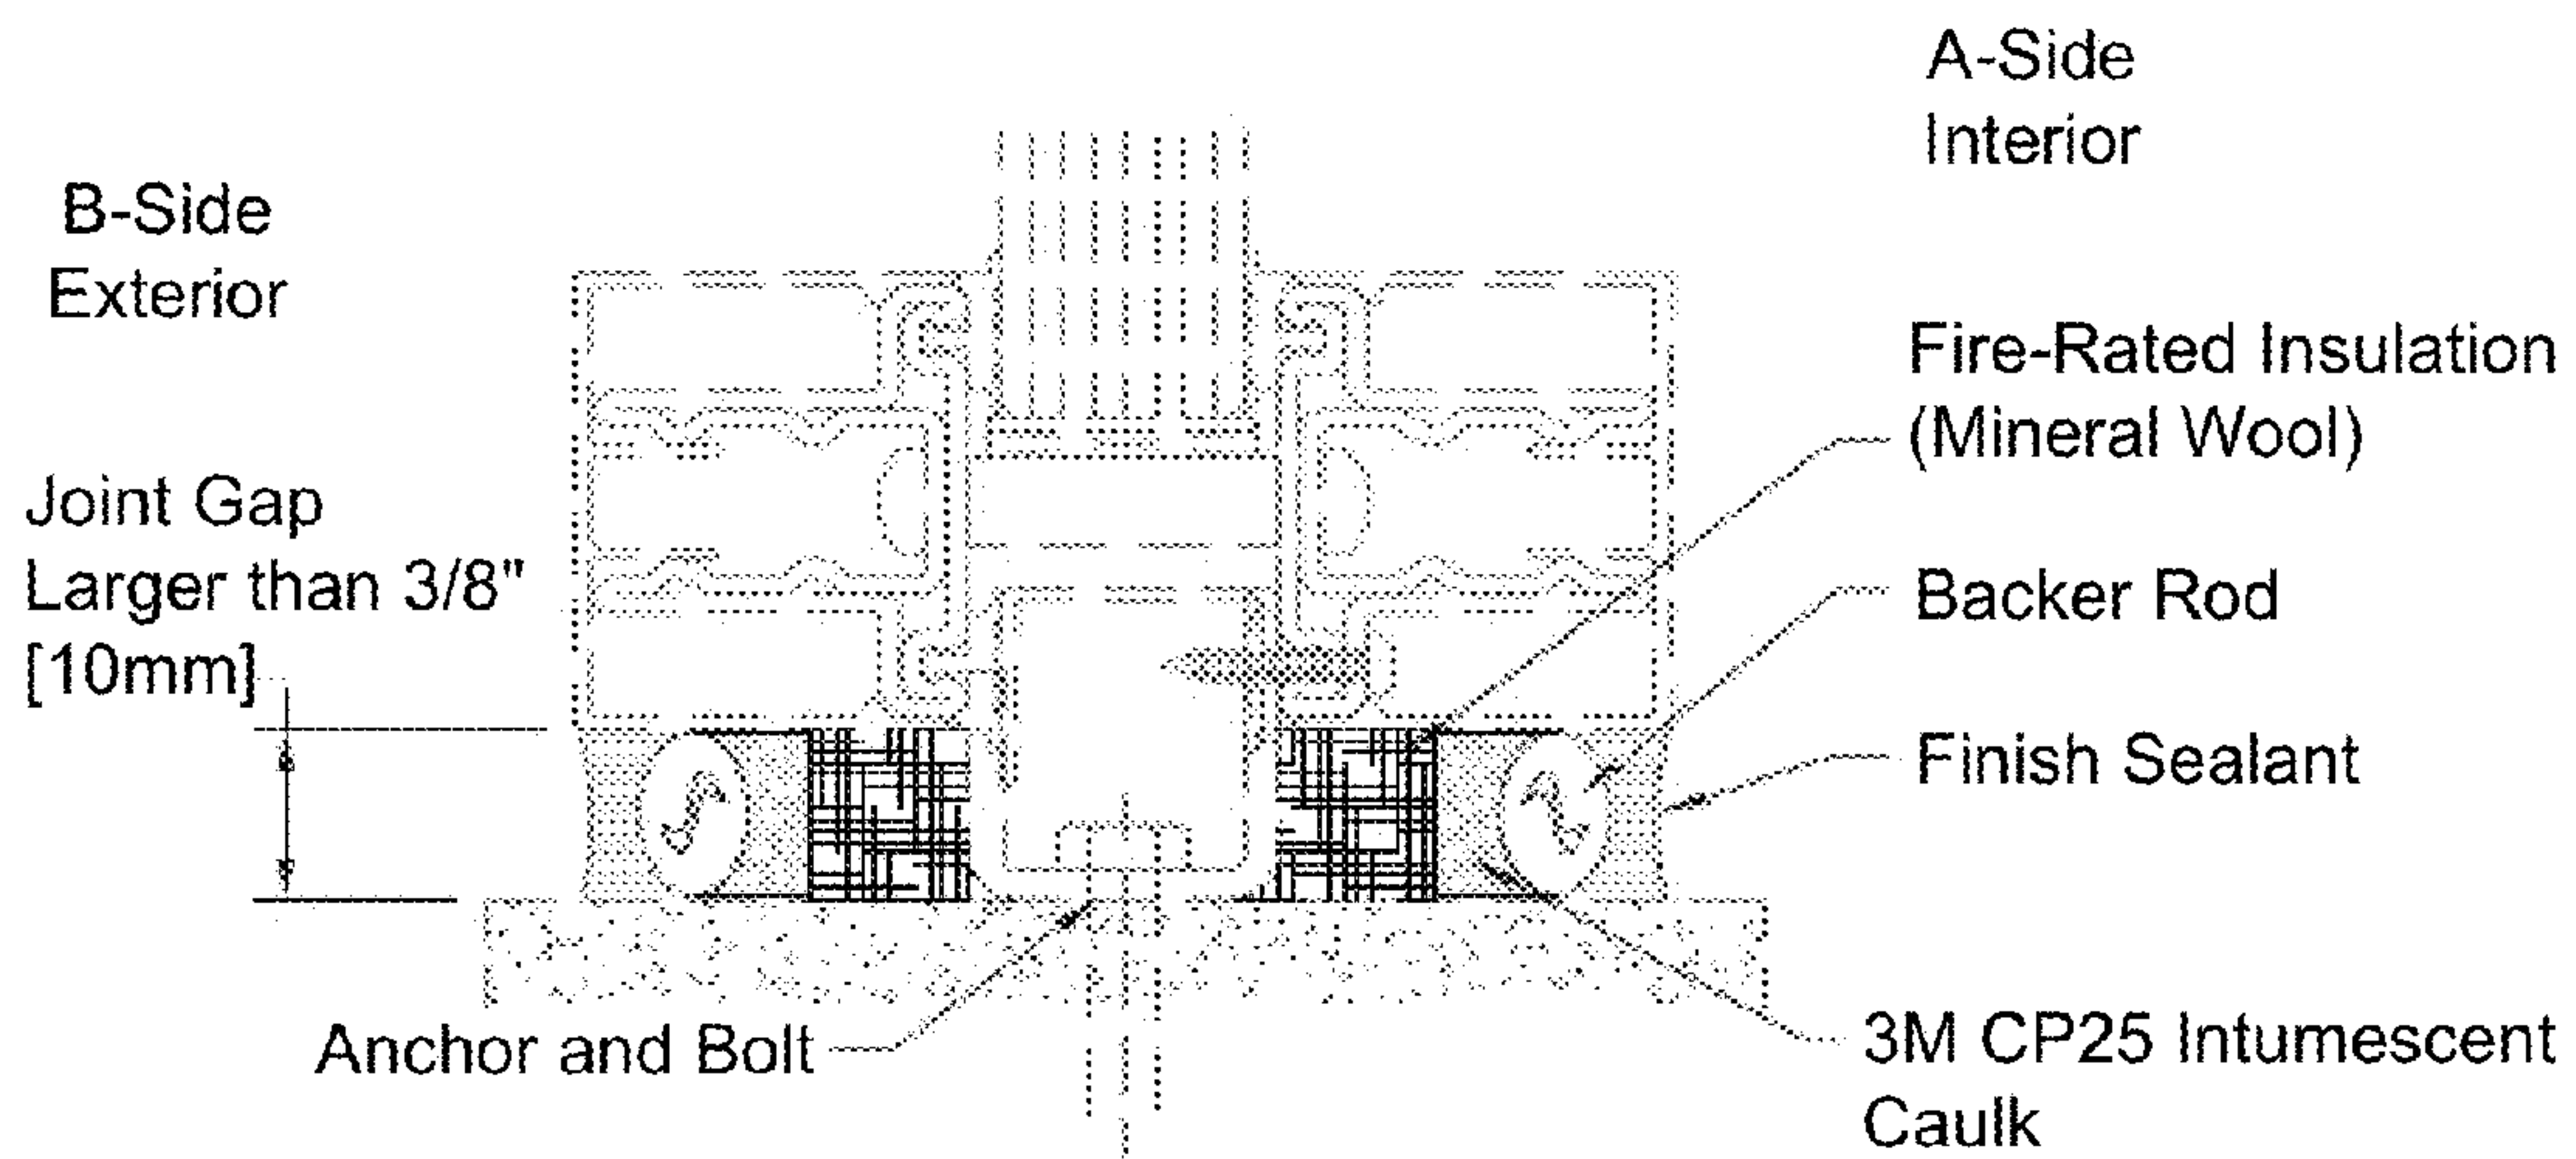 A-Side
Interior
B-Side
Exterior
Fire-Rated Insulation
(Mineral Wool)
Joint Gap
Larger than 3/8"
[10mm]
Backer Rod
Finish Sealant
Anchor and Bolt
3M CP25 Intumescent
Caulk